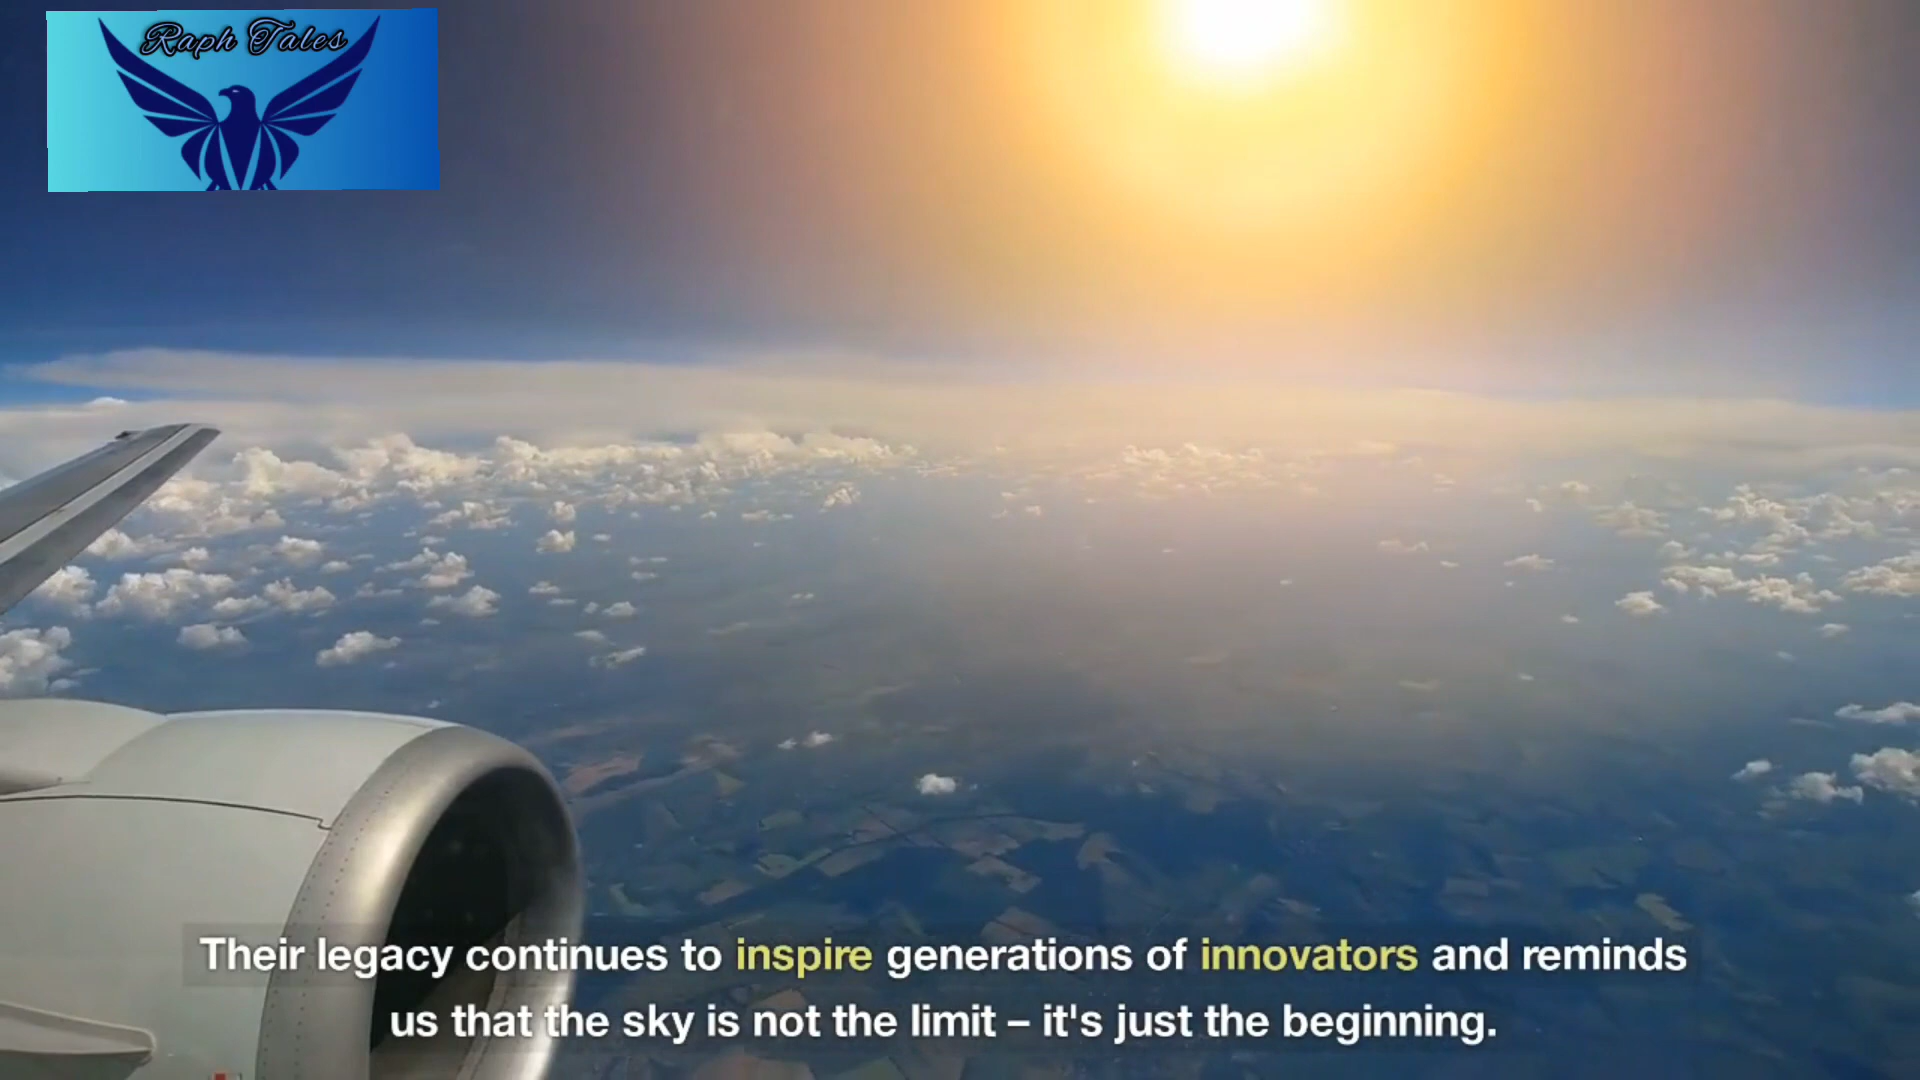 Raph Tales
Their legacy continues to inspire generations of innovators and reminds
us that the sky is not the limit – it's just the beginning.